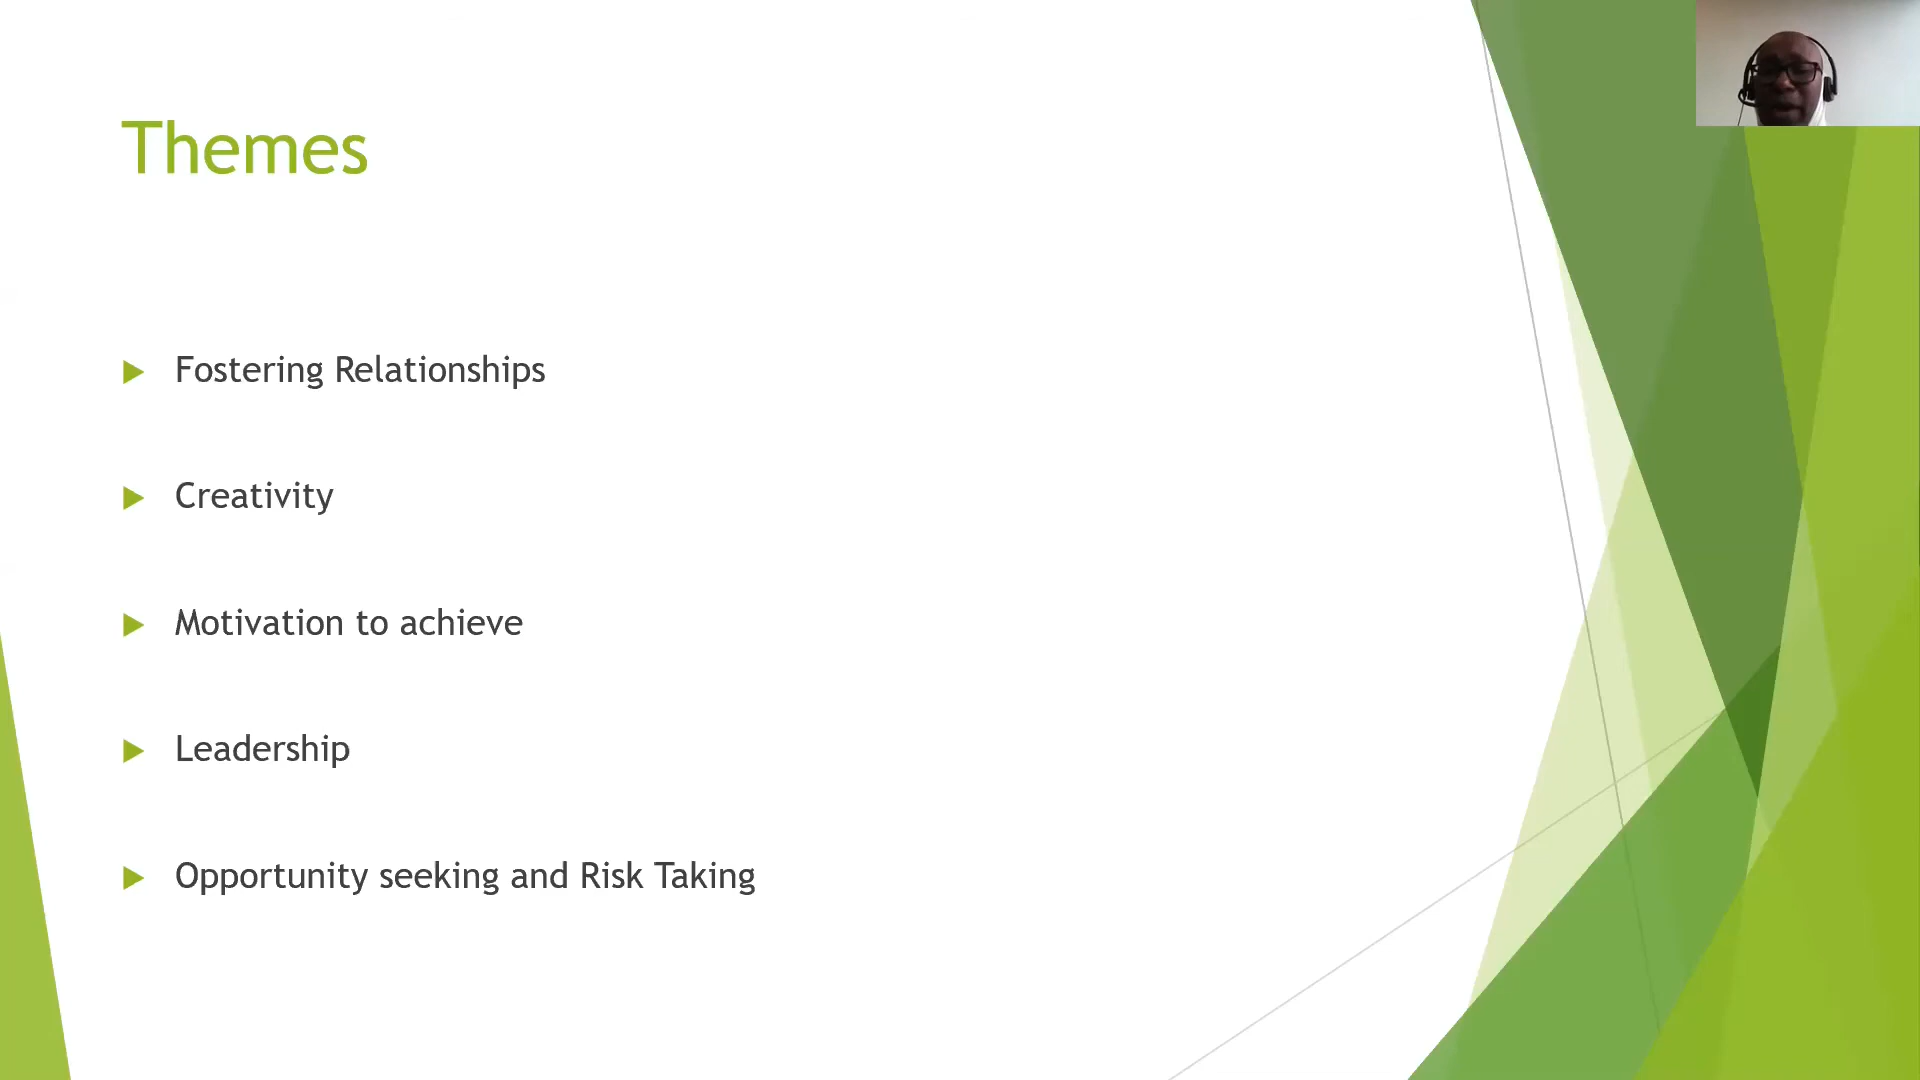 Themes
Fostering Relationships
Creativity
Motivation to achieve
Leadership
Opportunity seeking and Risk Taking